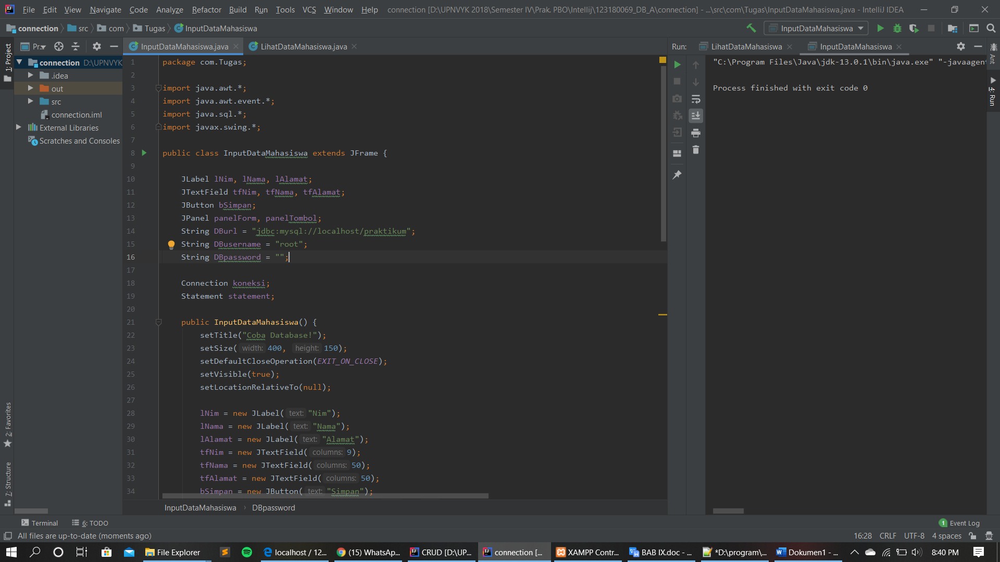 File Edit View Navigate Code Analyze Refactor Build Run Tools VCS Window Help connection [D:\UPNVYK 2018\Semester IV\Prak. PBO\Intellij\123180069_DB_A\connection] - ...\src\com\Tugas\InputDataMahasiswa.java - IntelliJ IDEA
connection src com Tugas InputDataMahasiswa
InputDataMahasiswa
Pr.. InputDataMahasiswa.java LihatDataMahasiswa.java Run: LihatDataMahasiswa InputDataMahasiswa
1: Project
connection D:\UPNVYK
.idea
out
src
connection.iml
External Libraries
Scratches and Consoles
2: Favorites
7: Structure
1 package com.Tugas;
2
3 import java.awt.*;
4 import java.awt.event.*;
5 import java.sql.*;
6 import javax.swing.*;
7
8 public class InputDataMahasiswa extends JFrame {
9
10 JLabel lNim, lNama, lAlamat;
11 JTextField tfNim, tfNama, tfAlamat;
12 JButton bSimpan;
13 JPanel panelForm, panelTombol;
14 String DBurl = "jdbc:mysql://localhost/praktikum";
15 String DBusername = "root";
16 String DBpassword = "";
17
18 Connection koneksi;
19 Statement statement;
20
21 public InputDataMahasiswa() {
22 setTitle("Coba Database!");
23 setSize( width: 400, height: 150);
24 setDefaultCloseOperation(EXIT_ON_CLOSE);
25 setVisible(true);
26 setLocationRelativeTo(null);
27
28 lNim = new JLabel( text: "Nim");
29 lNama = new JLabel( text: "Nama");
30 lAlamat = new JLabel( text: "Alamat");
31 tfNim = new JTextField( columns: 9);
32 tfNama = new JTextField( columns: 50);
33 tfAlamat = new JTextField( columns: 50);
34 bSimpan = new JButton( text: "Simpan");
InputDataMahasiswa DBpassword
"C:\Program Files\Java\jdk-13.0.1\bin\java.exe" "-javaagent
Process finished with exit code 0
Ant
4: Run
Terminal 6: TODO 1 Event Log
All files are up-to-date (moments ago) 16:28 CRLF UTF-8 4 spaces
File Explorer localhost / 12... (15) WhatsAp... CRUD [D:\UP... connection [... XAMPP Contr... BAB IX.doc - ... *D:\program\... Dokumen1 - ... 8:40 PM